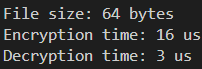 File size: 64 bytes
Encryption time: 16 us
Decryption time: 3 us